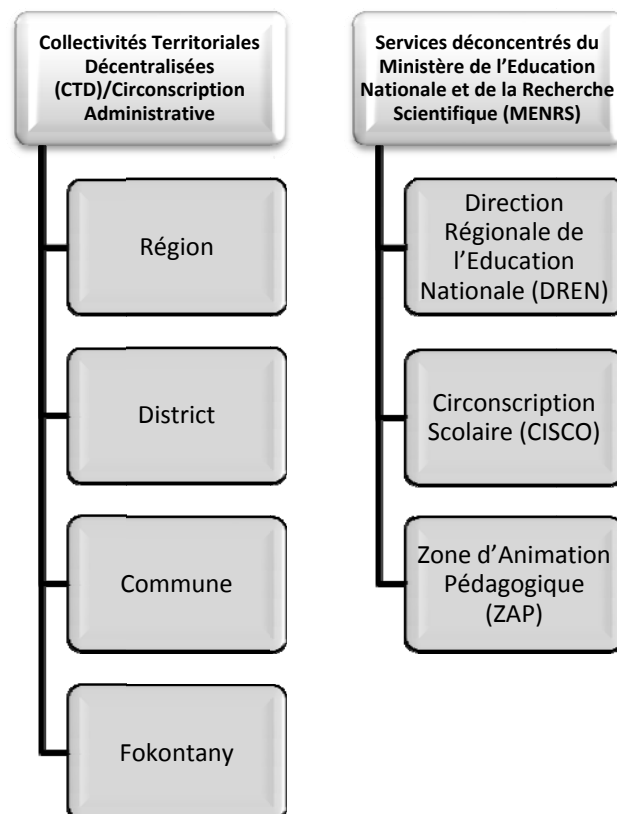 Collectivités Territoriales
Décentralisées
(CTD)/Circonscription
Administrative
Région
District
Commune
Fokontany
Services déconcentrés du
Ministère de l’Education
Nationale et de la Recherche
Scientifique (MENRS)
Direction
Régionale de
l’Education
Nationale (DREN)
Circonscription
Scolaire (CISCO)
Zone d’Animation
Pédagogique
(ZAP)